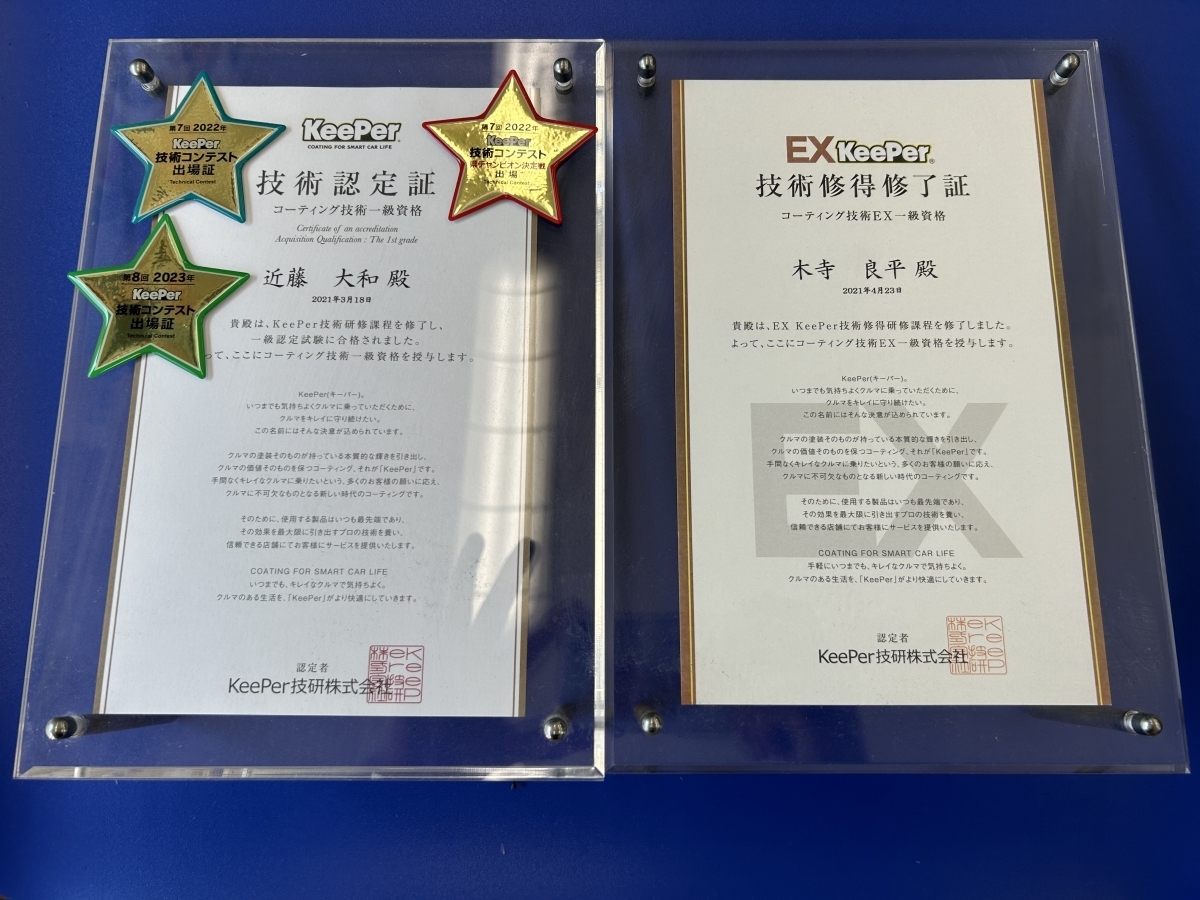 第7回 2022年
KeePer
技術コンテスト
出場証
Technical Contest
第8回 2023年
KeePer
技術コンテスト
出場証
Technical Contest
第7回 2022年
KeePer
技術コンテスト
県チャンピオン決定戦
出場
Technical Contest
KeePer
COATING FOR SMART CAR LIFE
技術認定証
コーティング技術一級資格
Certificate of an accreditation
Acquisition Qualification : The 1st grade
近藤 大和 殿
2021年3月18日
貴殿は、KeePer技術研修課程を修了し、
一級認定試験に合格されました。
って、ここにコーティング技術一級資格を授与します。
KeePer(キーパー)。
いつまでも気持ちよくクルマに乗っていただくために、
クルマをキレイに守り続けたい。
この名前にはそんな決意が込められています。
クルマの塗装そのものが持っている本質的な輝きを引き出し、
クルマの価値そのものを保つコーティング、それが「KeePer」です。
手間なくキレイなクルマに乗りたいという、多くのお客様の願いに応え、
クルマに不可欠なものとなる新しい時代のコーティングです。
そのために、使用する製品はいつも最先端であり、
その効果を最大限に引き出すプロの技術を養い、
信頼できる店舗にてお客様にサービスを提供いたします。
COATING FOR SMART CAR LIFE
いつまでも、キレイなクルマで気持ちよく。
クルマのある生活を、「KeePer」がより快適にしていきます。
認定者
KeePer技研株式会社
EX KeePer
技術修得修了証
コーティング技術EX一級資格
木寺 良平 殿
2021年4月23日
貴殿は、EX KeePer技術修得研修課程を修了しました。
よって、ここにコーティング技術EX一級資格を授与します。
EX
KeePer(キーパー)。
いつまでも気持ちよくクルマに乗っていただくために、
クルマをキレイに守り続けたい。
この名前にはそんな決意が込められています。
クルマの塗装そのものが持っている本質的な輝きを引き出し、
クルマの価値そのものを保つコーティング、それが「KeePer」です。
手間なくキレイなクルマに乗りたいという、多くのお客様の願いに応え、
クルマに不可欠なものとなる新しい時代のコーティングです。
そのために、使用する製品はいつも最先端であり、
その効果を最大限に引き出すプロの技術を養い、
信頼できる店舗にてお客様にサービスを提供いたします。
COATING FOR SMART CAR LIFE
手軽にいつまでも、キレイなクルマで気持ちよく。
クルマのある生活を、「KeePer」がより快適にしていきます。
認定者
KeePer技研株式会社